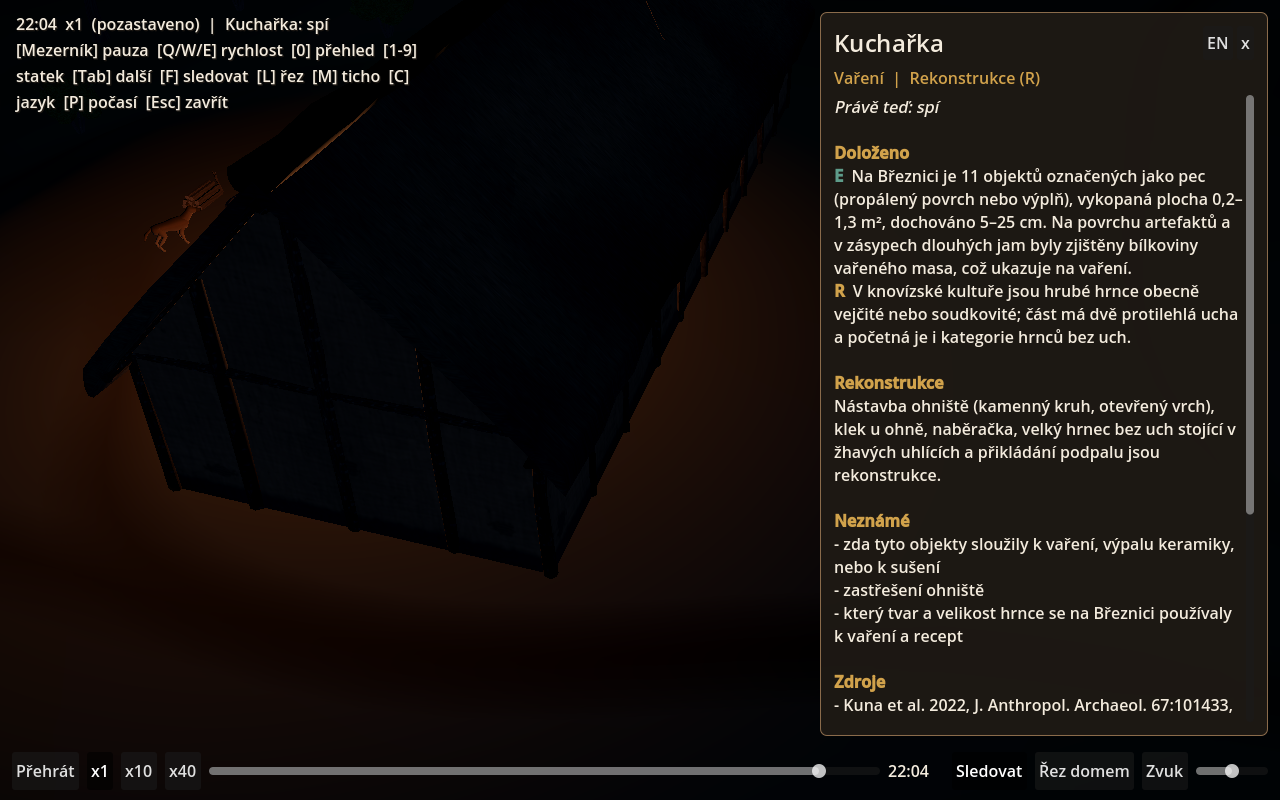 22:04  x1  (pozastaveno)  |  Kuchařka: spí
[Mezerník] pauza  [Q/W/E] rychlost  [0] přehled  [1-9]
statek  [Tab] další  [F] sledovat  [L] řez  [M] ticho  [C]
jazyk  [P] počasí  [Esc] zavřít
Kuchařka
EN  x
Vaření  |  Rekonstrukce (R)
Právě teď: spí
Doloženo
E  Na Březnici je 11 objektů označených jako pec
(propálený povrch nebo výplň), vykopaná plocha 0,2–
1,3 m², dochováno 5–25 cm. Na povrchu artefaktů a
v zásypech dlouhých jam byly zjištěny bílkoviny
vařeného masa, což ukazuje na vaření.
R  V knovízské kultuře jsou hrubé hrnce obecně
vejčité nebo soudkovité; část má dvě protilehlá ucha
a početná je i kategorie hrnců bez uch.
Rekonstrukce
Nástavba ohniště (kamenný kruh, otevřený vrch),
klek u ohně, naběračka, velký hrnec bez uch stojící v
žhavých uhlících a přikládání podpalu jsou
rekonstrukce.
Neznámé
- zda tyto objekty sloužily k vaření, výpalu keramiky,
nebo k sušení
- zastřešení ohniště
- který tvar a velikost hrnce se na Březnici používaly
k vaření a recept
Zdroje
- Kuna et al. 2022, J. Anthropol. Archaeol. 67:101433,
Přehrát  x1  x10  x40  22:04  Sledovat  Řez domem  Zvuk